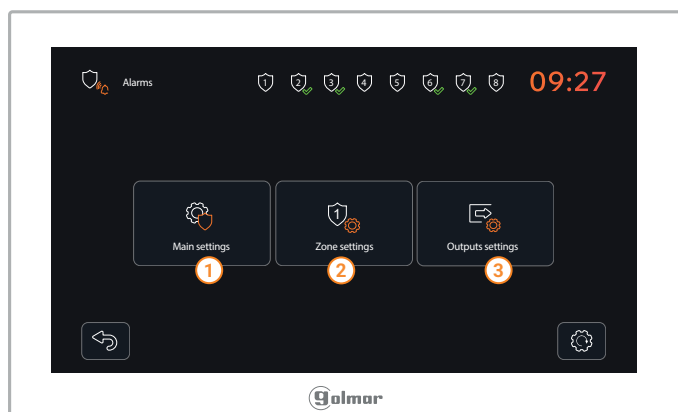 Alarms 1 2 3 4 5 6 7 8 09:27
1
Main settings Zone settings Outputs settings
1 2 3
golmar